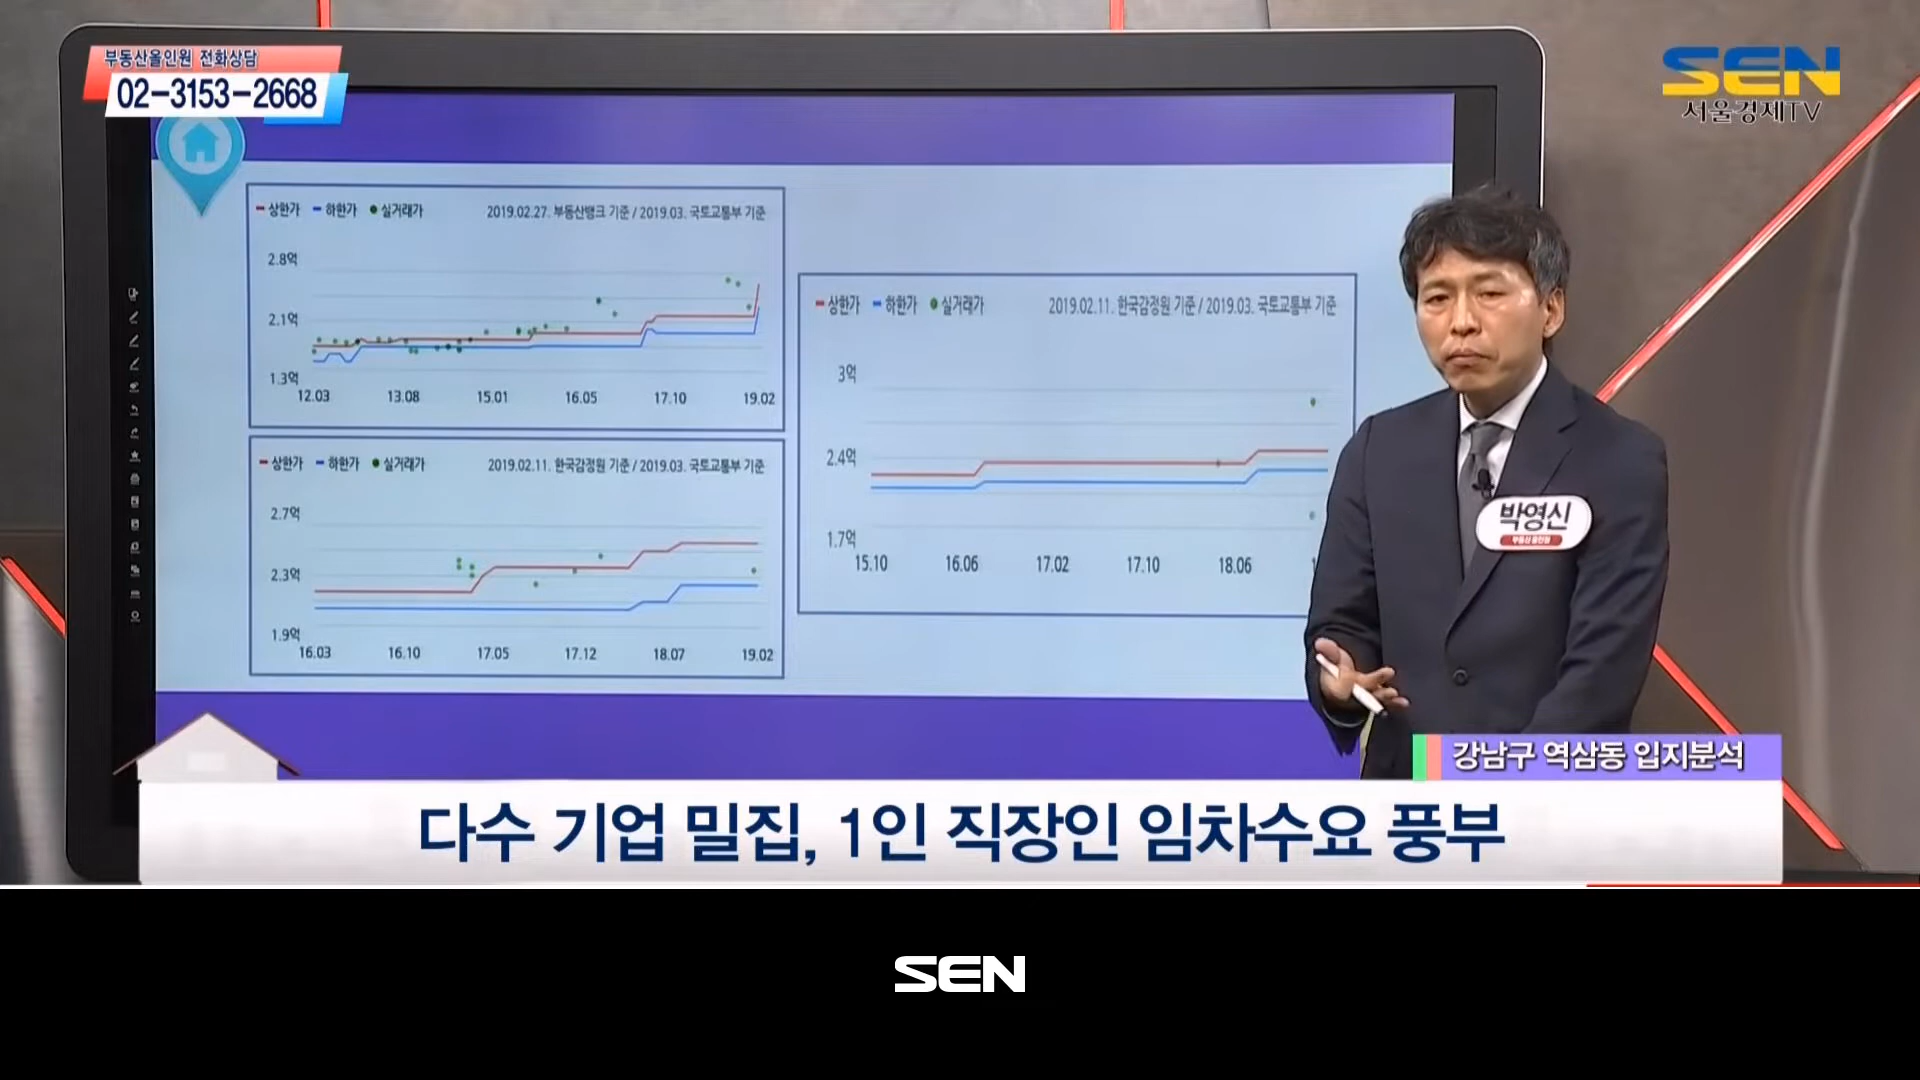 부동산올인원 전화상담
02-3153-2668
SEN
서울경제TV
상한가 하한가 실거래가 2019.02.27. 부동산뱅크 기준 / 2019.03. 국토교통부 기준
2.8억
2.1억
1.3억
12.03 13.08 15.01 16.05 17.10 19.02
상한가 하한가 실거래가 2019.02.11. 한국감정원 기준 / 2019.03. 국토교통부 기준
2.7억
2.3억
1.9억
16.03 16.10 17.05 17.12 18.07 19.02
상한가 하한가 실거래가 2019.02.11. 한국감정원 기준 / 2019.03. 국토교통부 기준
3억
2.4억
1.7억
15.10 16.06 17.02 17.10 18.06
박영신
강남구 역삼동 입지분석
다수 기업 밀집, 1인 직장인 임차수요 풍부
SEN